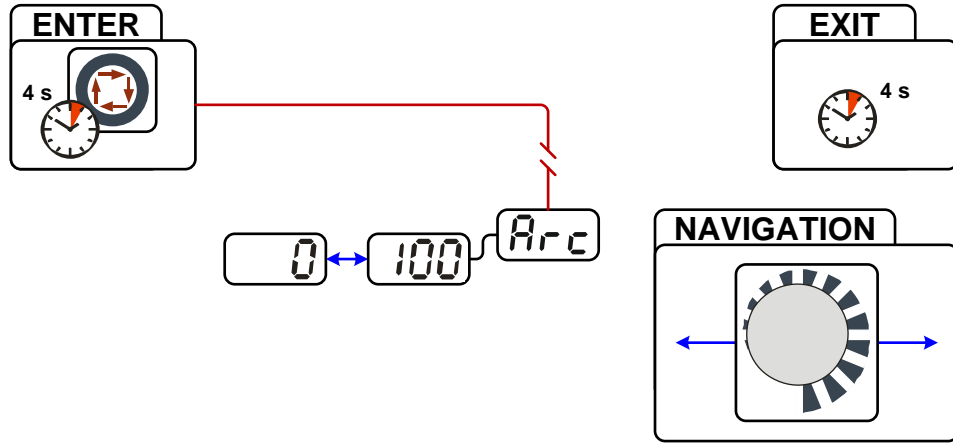 ENTER
4 s
EXIT
4 s
Arc
0
100
NAVIGATION